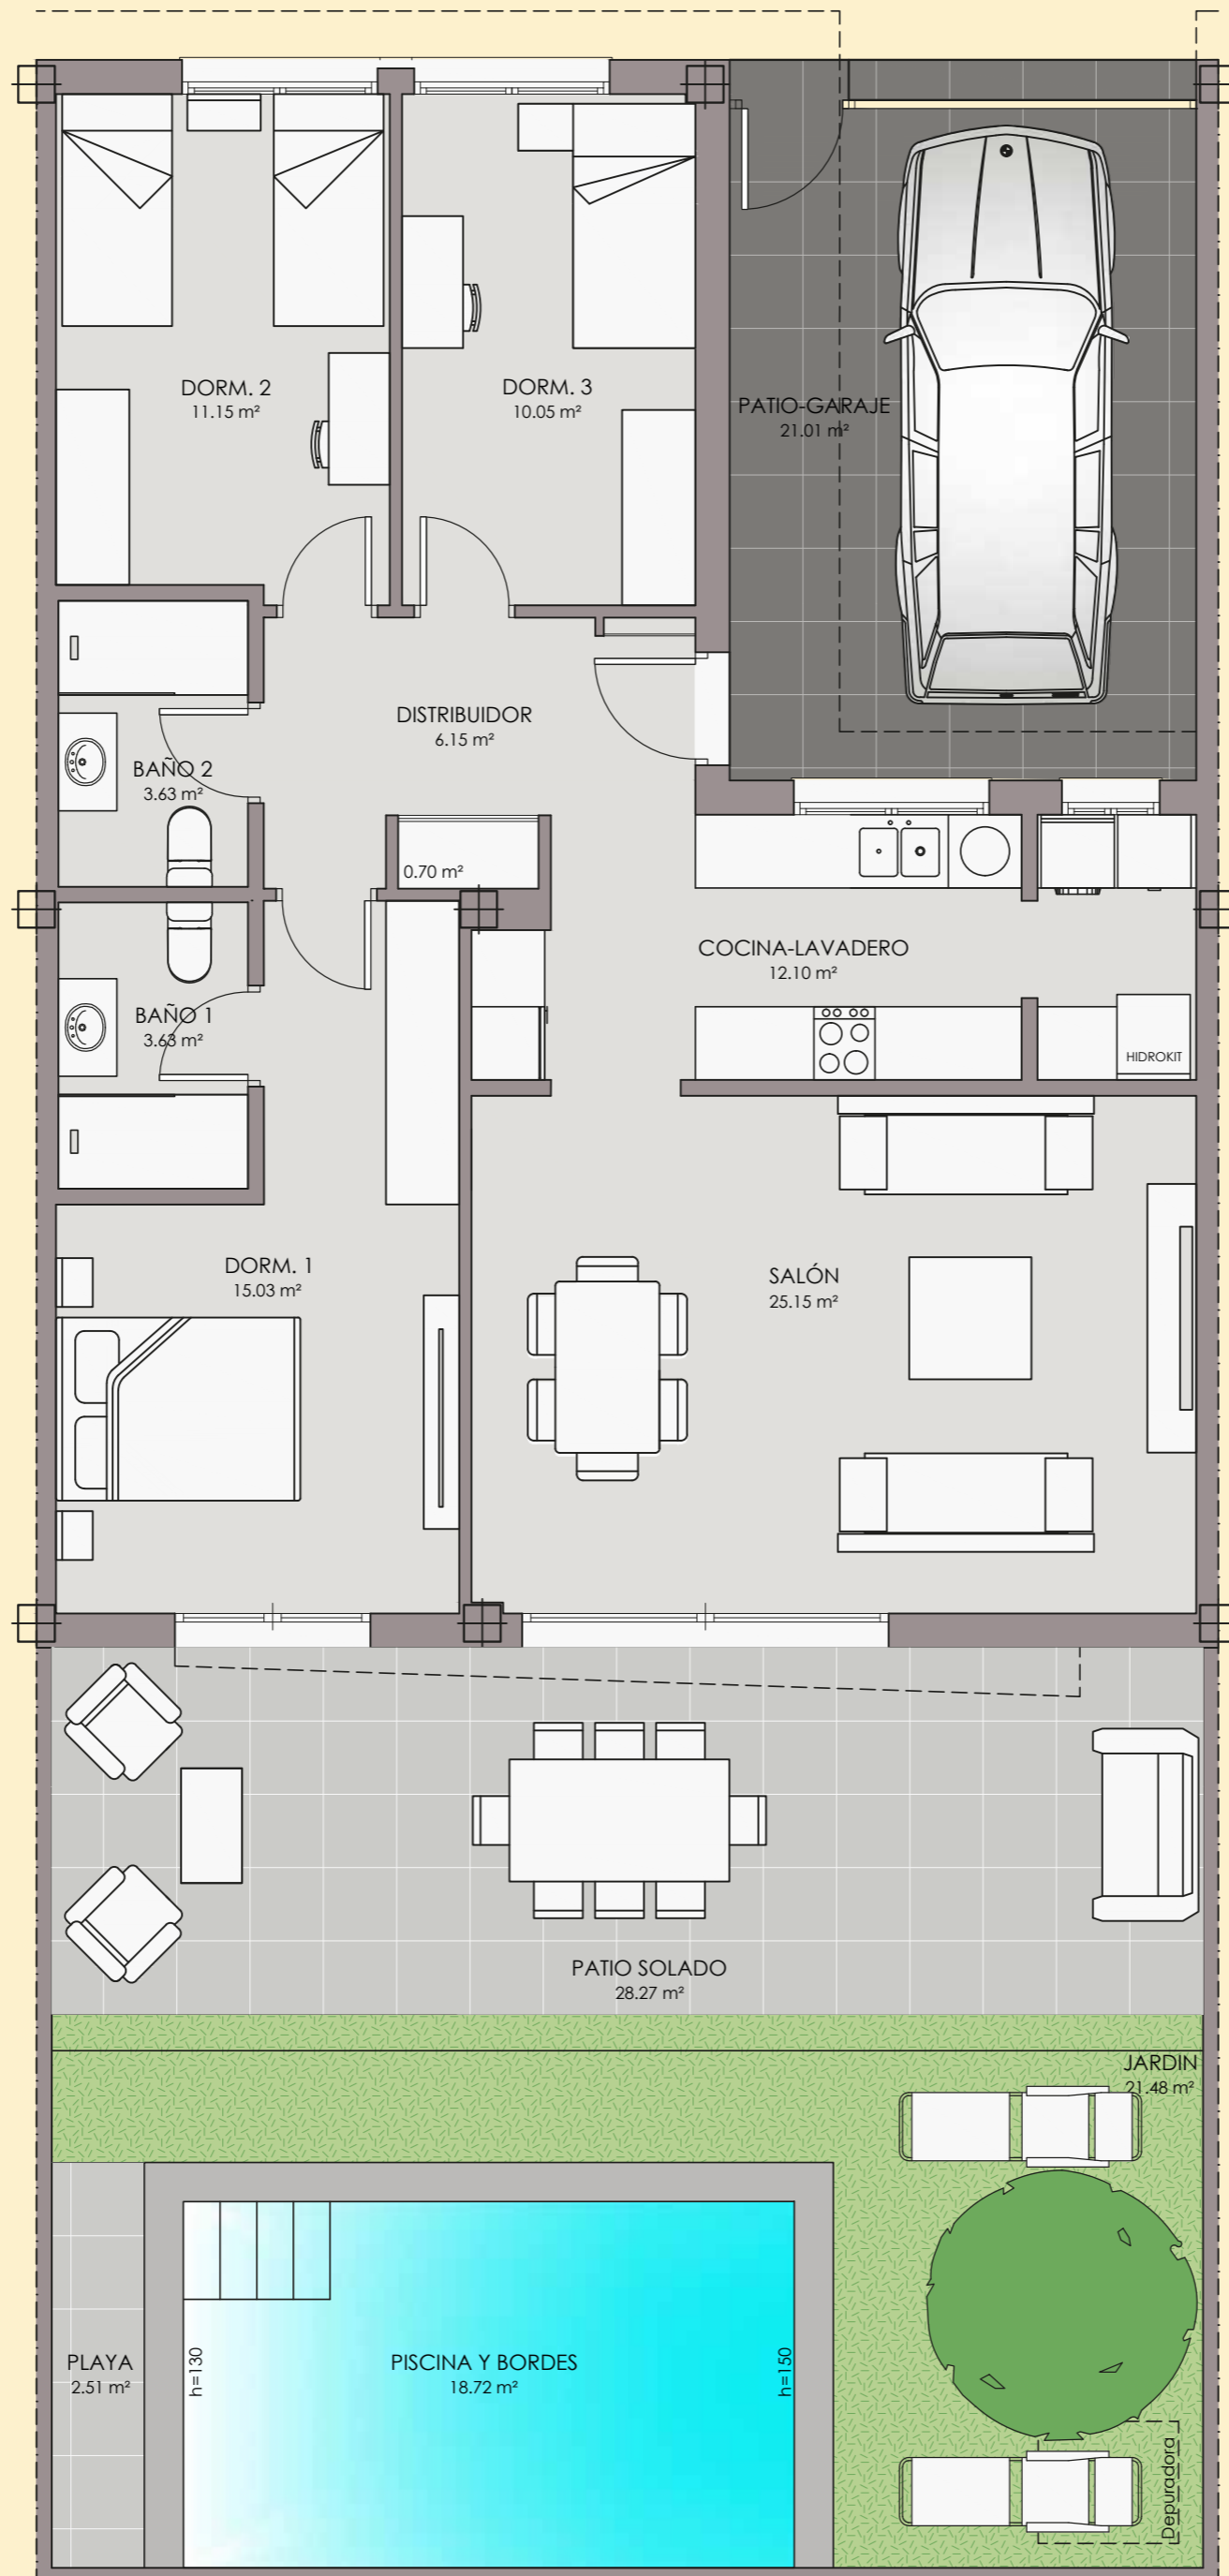 DORM. 2
11.15 m²
DORM. 3
10.05 m²
PATIO-GARAJE
21.01 m²
DISTRIBUIDOR
6.15 m²
BAÑO 2
3.63 m²
0.70 m²
COCINA-LAVADERO
12.10 m²
BAÑO 1
3.63 m²
HIDROKIT
DORM. 1
15.03 m²
SALÓN
25.15 m²
PATIO SOLADO
28.27 m²
JARDIN
21.48 m²
PLAYA
2.51 m²
h=130
PISCINA Y BORDES
18.72 m²
h=150
Depuradora